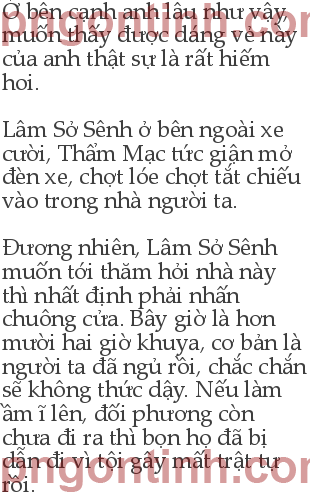 Ở bên cạnh anh lâu như vậy,
muốn thấy được dáng vẻ này
của anh thật sự là rất hiếm
hoi.
Lâm Sở Sênh ở bên ngoài xe
cười, Thẩm Mạc tức giận mở
đèn xe, chợt lóe chợt tắt chiếu
vào trong nhà người ta.
Đương nhiên, Lâm Sở Sênh
muốn tới thăm hỏi nhà này
thì nhất định phải nhấn
chuông cửa. Bây giờ là hơn
mười hai giờ khuya, cơ bản là
người ta đã ngủ rồi, chắc chắn
sẽ không thức dậy. Nếu làm
ầm ĩ lên, đối phương còn
chưa đi ra thì bọn họ đã bị
dẫn đi vì tội gây mất trật tự
rồi.
pngontinh.com
pngontinh.com